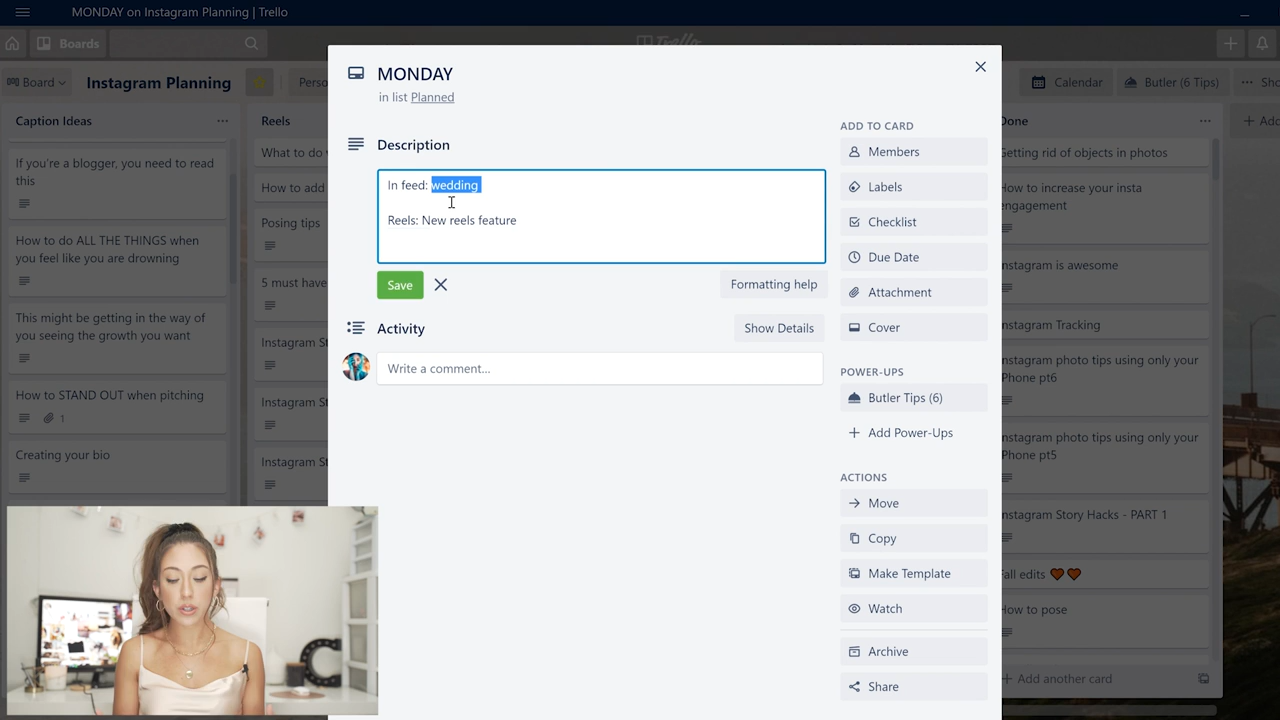 MONDAY on Instagram Planning | Trello
Boards
Trello
Board
Instagram Planning
Perso
Calendar
Butler (6 Tips)
Sho
Caption Ideas
If you're a blogger, you need to read
this
How to do ALL THE THINGS when
you feel like you are drowning
This might be getting in the way of
you seeing the growth you want
How to STAND OUT when pitching
1
Creating your bio
Reels
What to do
How to add
Posing tips
5 must have
Instagram St
Instagram St
Instagram St
MONDAY
in list Planned
Description
In feed: wedding
Reels: New reels feature
Save
Formatting help
Activity
Show Details
Write a comment...
ADD TO CARD
Members
Labels
Checklist
Due Date
Attachment
Cover
POWER-UPS
Butler Tips (6)
Add Power-Ups
ACTIONS
Move
Copy
Make Template
Watch
Archive
Share
Done
Getting rid of objects in photos
How to increase your insta
engagement
Instagram is awesome
Instagram Tracking
Instagram photo tips using only your
iPhone pt6
Instagram photo tips using only your
iPhone pt5
Instagram Story Hacks - PART 1
Fall edits 🧡🧡
How to pose
+ Add another card
+ Add
C